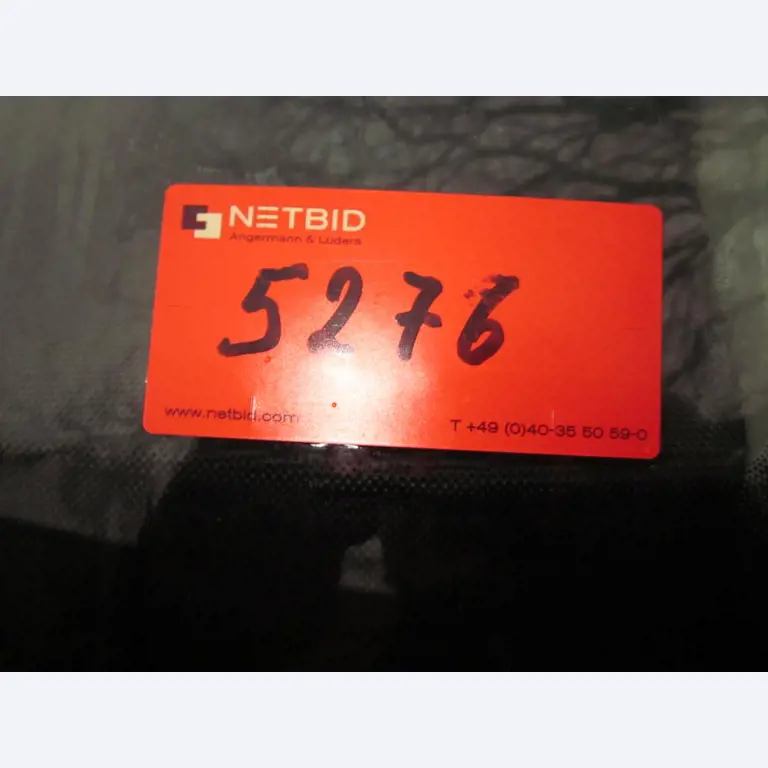 NETBID
Angermann & Lüders
5276
www.netbid.com
T +49 (0)40-35 50 59-0